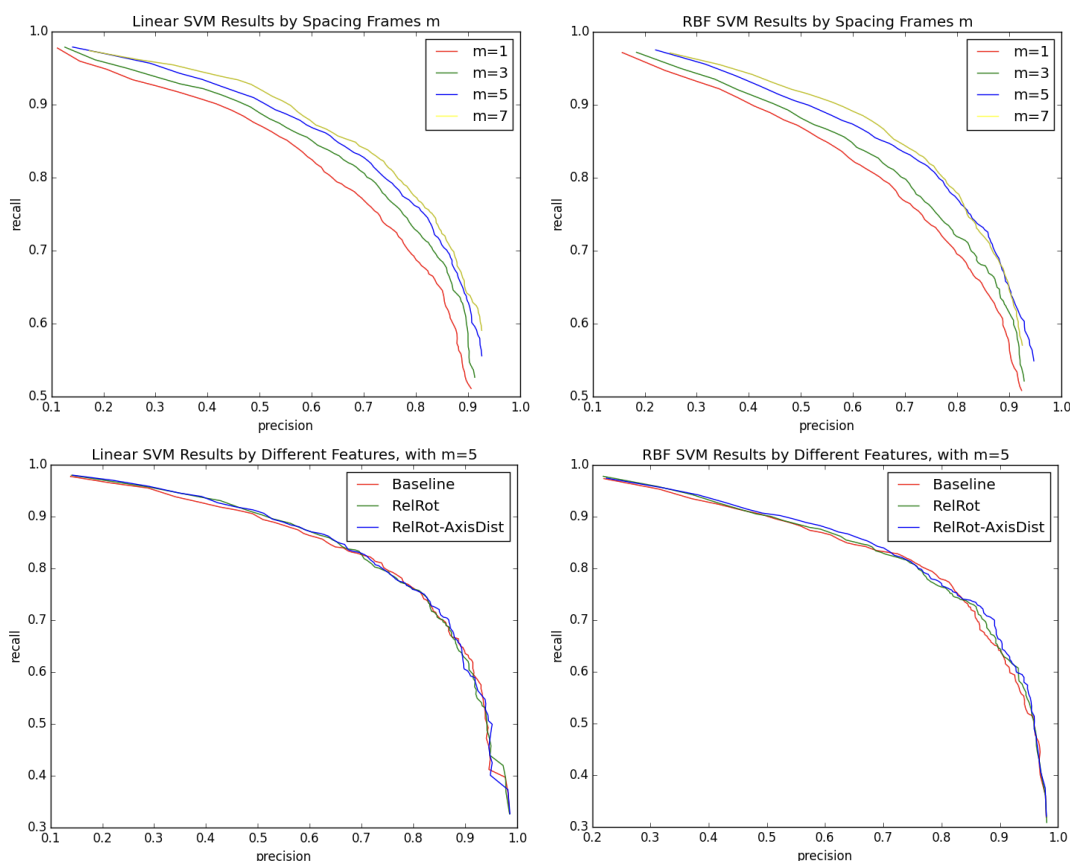 Linear SVM Results by Spacing Frames m
1.0
0.9
0.8
0.7
0.6
0.5
recall
0.1 0.2 0.3 0.4 0.5 0.6 0.7 0.8 0.9 1.0
precision
m=1
m=3
m=5
m=7
RBF SVM Results by Spacing Frames m
1.0
0.9
0.8
0.7
0.6
0.5
recall
0.1 0.2 0.3 0.4 0.5 0.6 0.7 0.8 0.9 1.0
precision
m=1
m=3
m=5
m=7
Linear SVM Results by Different Features, with m=5
1.0
0.9
0.8
0.7
0.6
0.5
0.4
0.3
recall
0.1 0.2 0.3 0.4 0.5 0.6 0.7 0.8 0.9 1.0
precision
Baseline
RelRot
RelRot-AxisDist
RBF SVM Results by Different Features, with m=5
1.0
0.9
0.8
0.7
0.6
0.5
0.4
0.3
recall
0.2 0.3 0.4 0.5 0.6 0.7 0.8 0.9 1.0
precision
Baseline
RelRot
RelRot-AxisDist